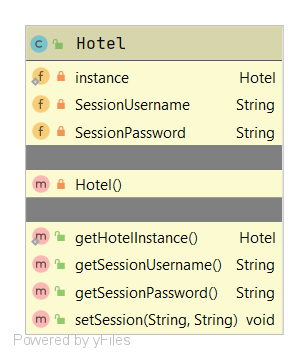 C Hotel
f instance Hotel
f SessionUsername String
f SessionPassword String
m Hotel()
m getHotelInstance() Hotel
m getSessionUsername() String
m getSessionPassword() String
m setSession(String, String) void
Powered by yFiles